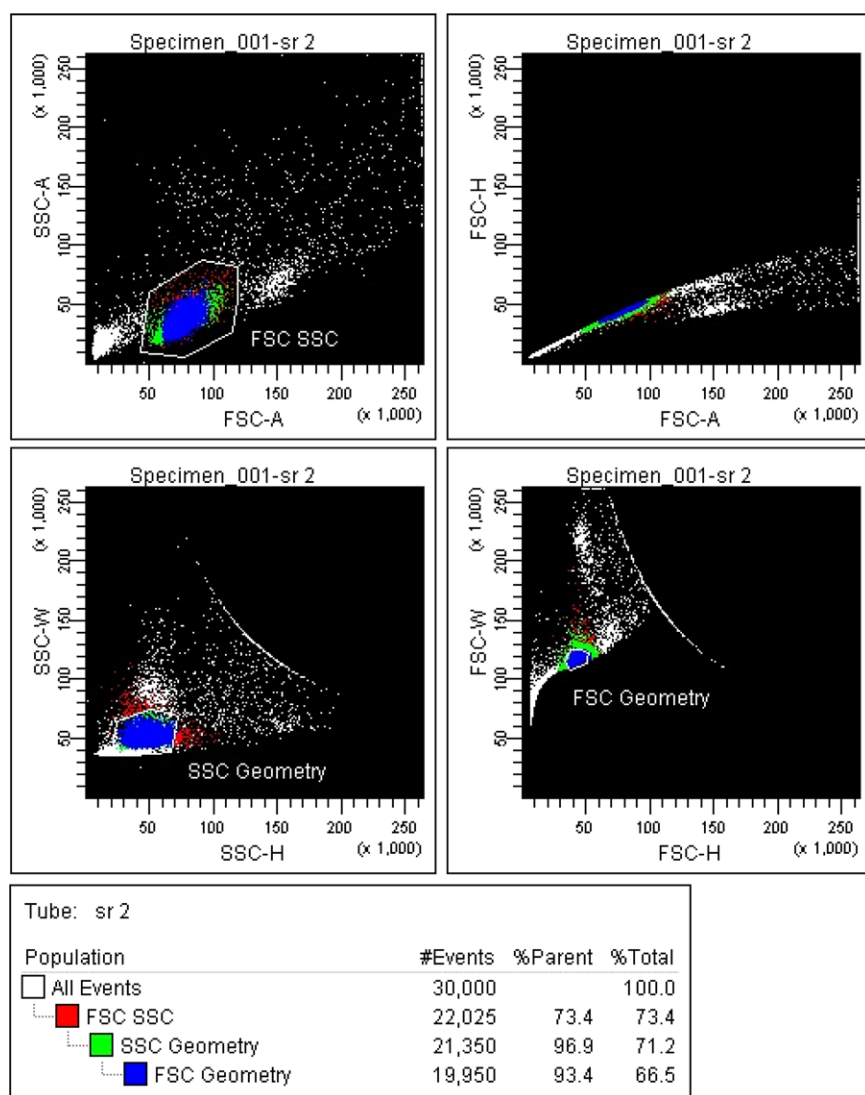 Specimen_001-sr 2
(x 1,000)
SSC-A
250
200
150
100
50
FSC SSC
50 100 150 200 250
FSC-A (x 1,000)
Specimen_001-sr 2
(x 1,000)
FSC-H
250
200
150
100
50
50 100 150 200 250
FSC-A (x 1,000)
Specimen_001-sr 2
(x 1,000)
SSC-W
250
200
150
100
50
SSC Geometry
50 100 150 200 250
SSC-H (x 1,000)
Specimen_001-sr 2
(x 1,000)
FSC-W
250
200
150
100
50
FSC Geometry
50 100 150 200 250
FSC-H (x 1,000)
Tube: sr 2
Population #Events %Parent %Total
All Events 30,000 100.0
FSC SSC 22,025 73.4 73.4
SSC Geometry 21,350 96.9 71.2
FSC Geometry 19,950 93.4 66.5